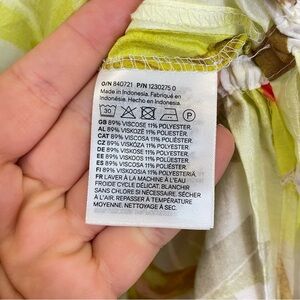 O/N 840721 P/N 1230275 0
Made in Indonesia. Fabriqué en
Indonésie. Hecho en Indonesia.
30
GB 89% VISCOSE 11% POLYESTER.
AL 89% VISKOZË 11% POLIESTËR.
CAT 89% VISCOSA 11% POLIÈSTER.
CZ 89% VISKÓZA 11% POLYESTER.
DE 89% VISKOSE 11% POLYESTER.
DK 89% VISKOSE 11% POLYESTER.
EE 89% VISKOOS 11% POLÜESTER.
ES 89% VISCOSA 11% POLIÉSTER.
FI 89% VISKOOSIA 11% POLYESTERIA.
FR LAVER À LA MACHINE À L'EAU
FROIDE CYCLE DÉLICAT. BLANCHIR
SANS CHLORE SI NÉCESSAIRE. SÉCHER
À L'AIR. REPASSER À TEMPÉRATURE
MOYENNE. NETTOYAGE À SEC.